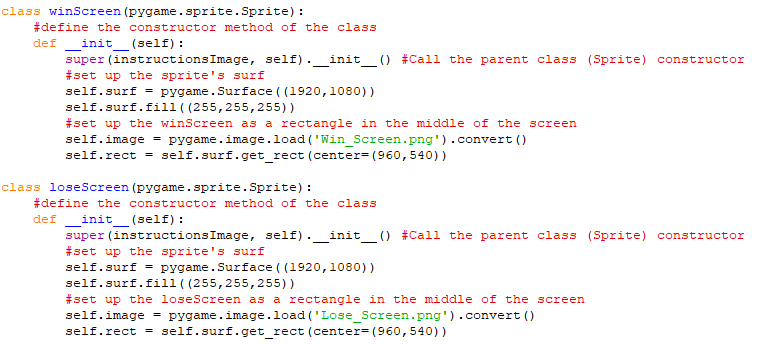 class winScreen(pygame.sprite.Sprite):
    #define the constructor method of the class
    def __init__(self):
        super(instructionsImage, self).__init__() #Call the parent class (Sprite) constructor
        #set up the sprite's surf
        self.surf = pygame.Surface((1920,1080))
        self.surf.fill((255,255,255))
        #set up the winScreen as a rectangle in the middle of the screen
        self.image = pygame.image.load('Win_Screen.png').convert()
        self.rect = self.surf.get_rect(center=(960,540))

class loseScreen(pygame.sprite.Sprite):
    #define the constructor method of the class
    def __init__(self):
        super(instructionsImage, self).__init__() #Call the parent class (Sprite) constructor
        #set up the sprite's surf
        self.surf = pygame.Surface((1920,1080))
        self.surf.fill((255,255,255))
        #set up the loseScreen as a rectangle in the middle of the screen
        self.image = pygame.image.load('Lose_Screen.png').convert()
        self.rect = self.surf.get_rect(center=(960,540))